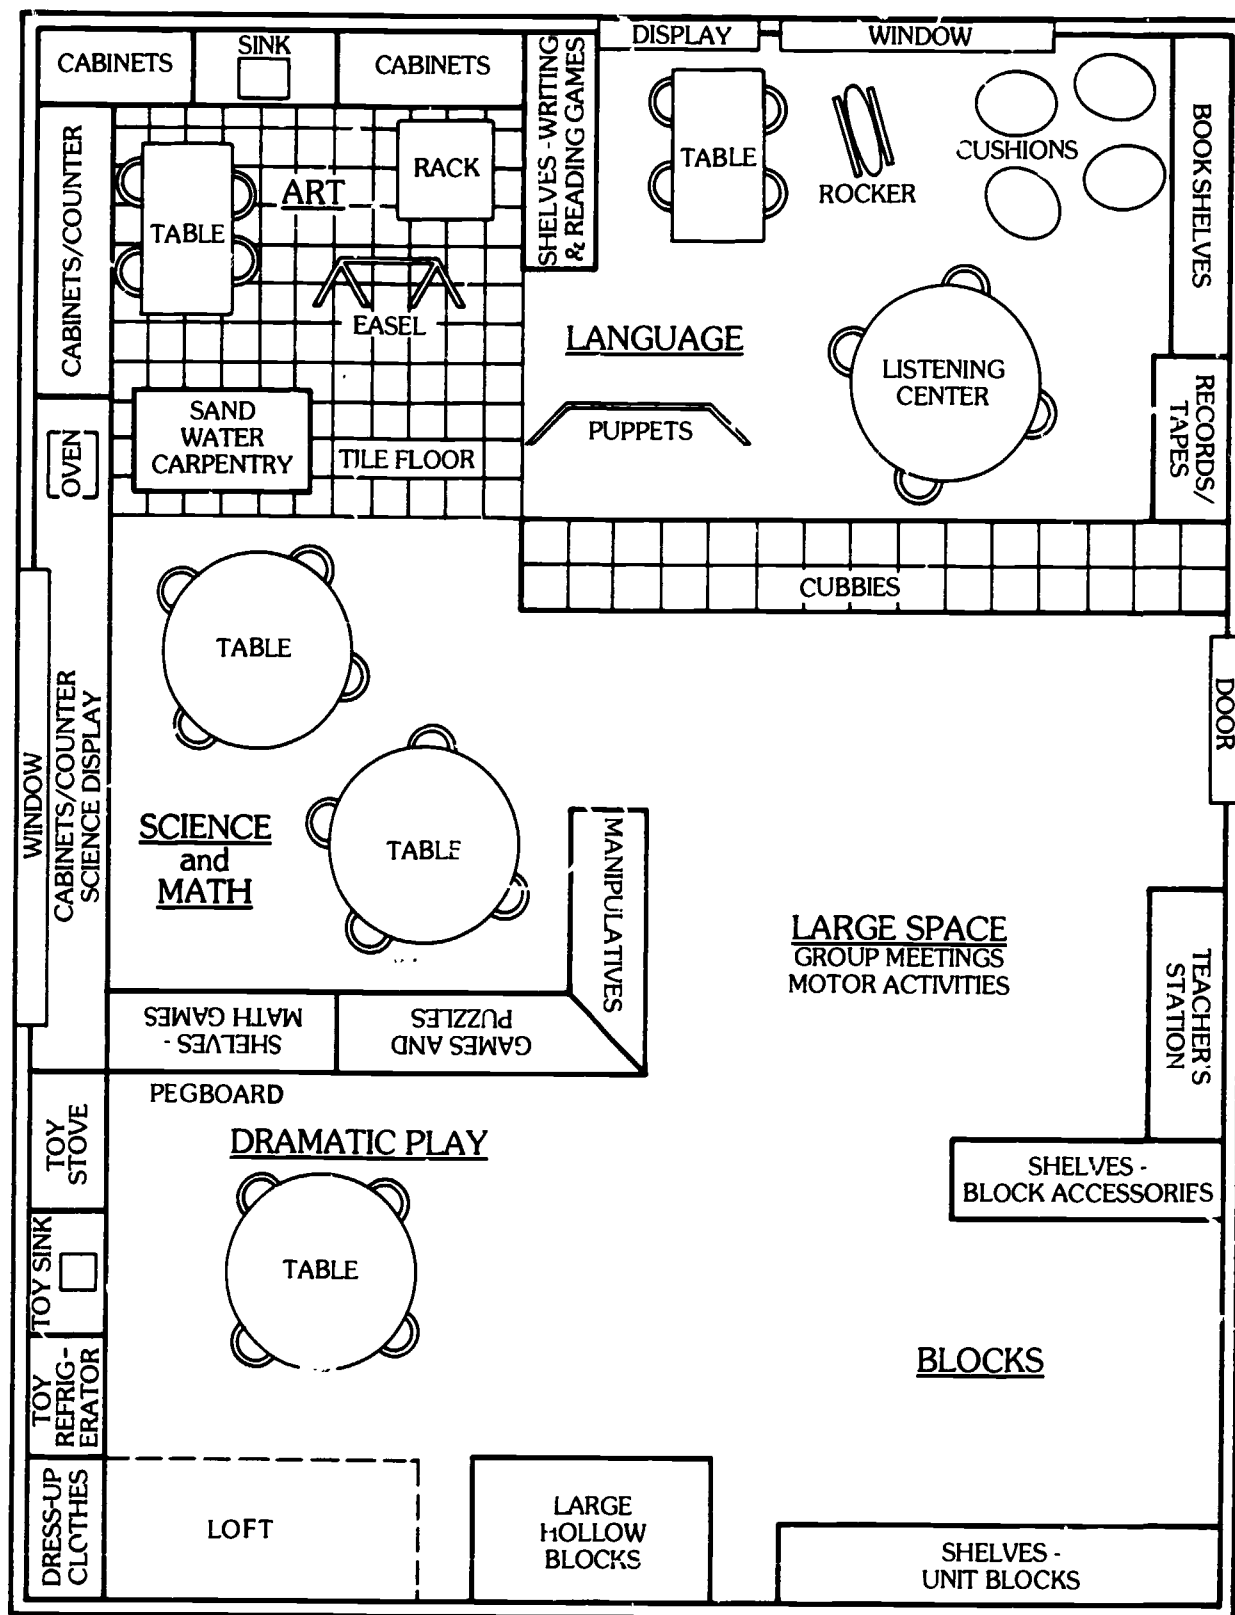 CABINETS
SINK
CABINETS
SHELVES-WRITING
& READING GAMES
DISPLAY
WINDOW
CABINETS/COUNTER
TABLE
ART
RACK
EASEL
TABLE
ROCKER
CUSHIONS
BOOKSHELVES
LANGUAGE
LISTENING
CENTER
RECORDS/
TAPES
PUPPETS
[OVEN]
SAND
WATER
CARPENTRY
TILE FLOOR
CUBBIES
TABLE
DOOR
WINDOW
CABINETS/COUNTER
SCIENCE DISPLAY
SCIENCE
and
MATH
TABLE
MANIPULATIVES
LARGE SPACE
GROUP MEETINGS
MOTOR ACTIVITIES
TEACHER'S
STATION
SHELVES -
MATH GAMES
GAMES AND
PUZZLES
PEGBOARD
DRAMATIC PLAY
TOY
STOVE
SHELVES -
BLOCK ACCESSORIES
TOY SINK
TABLE
TOY
REFRIG-
ERATOR
BLOCKS
DRESS-UP
CLOTHES
LOFT
LARGE
HOLLOW
BLOCKS
SHELVES -
UNIT BLOCKS